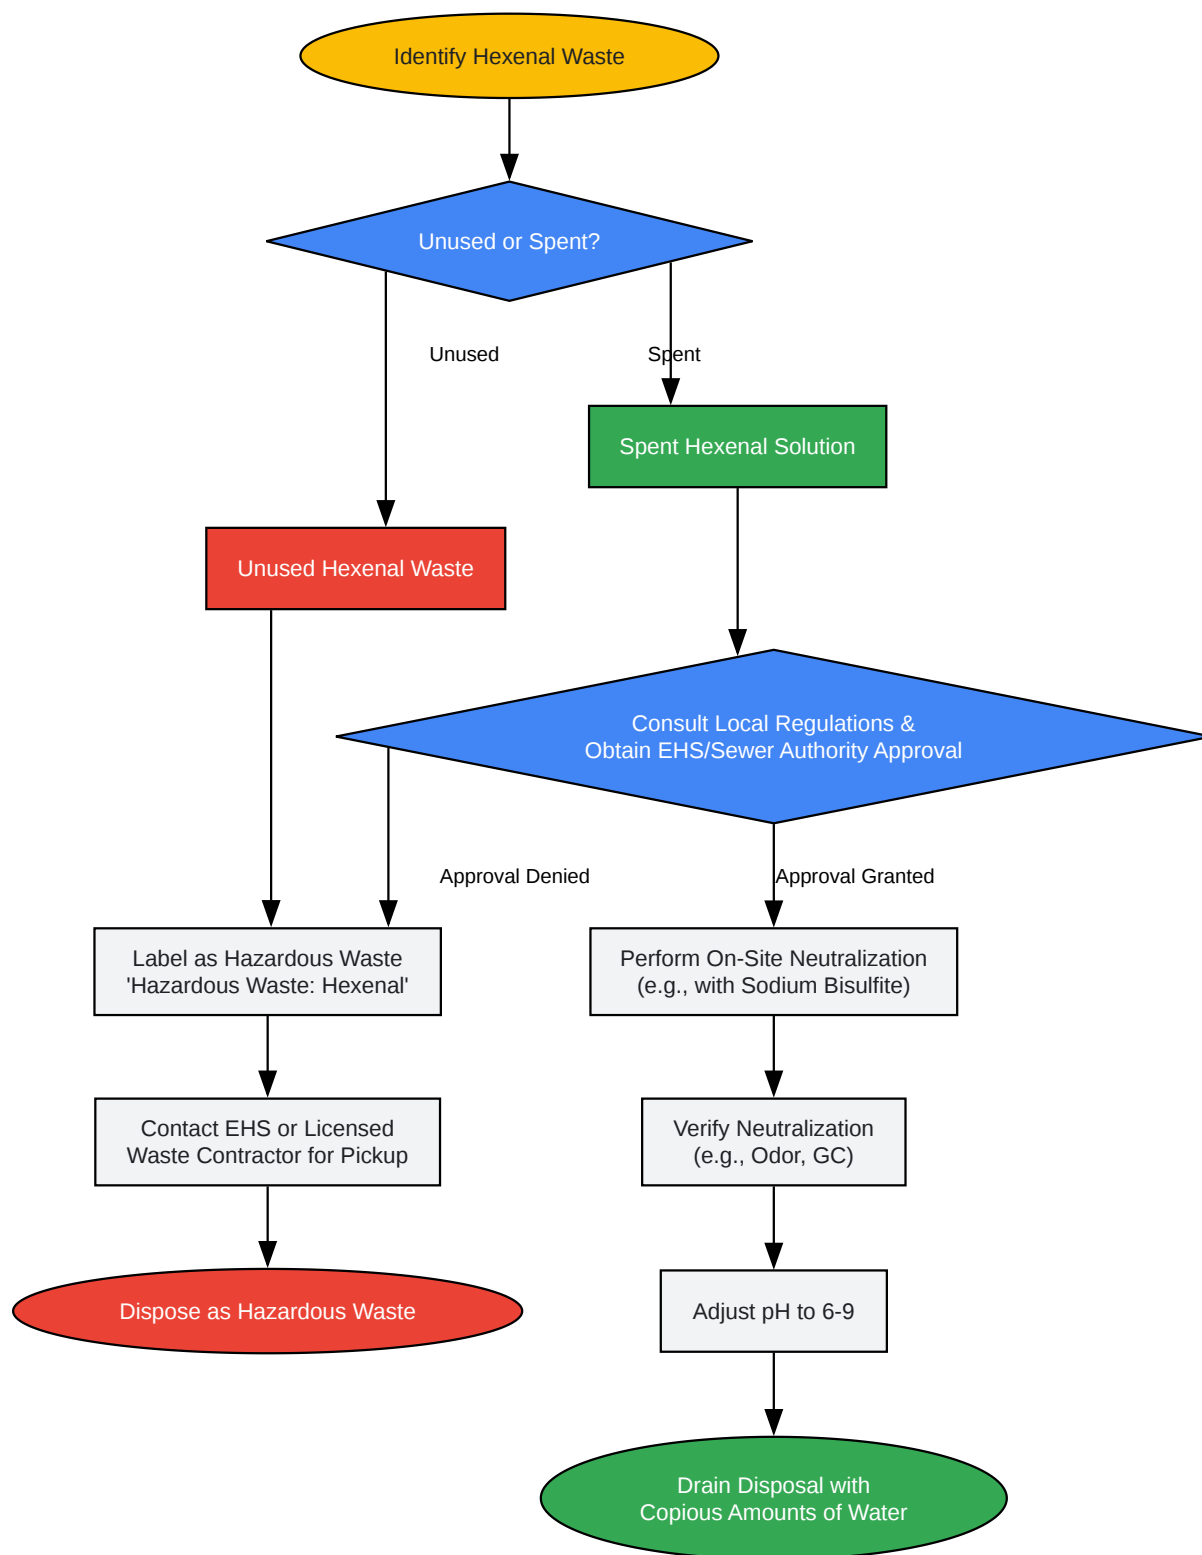 Identify Hexenal Waste
Unused or Spent?
Unused
Spent
Spent Hexenal Solution
Unused Hexenal Waste
Consult Local Regulations &
Obtain EHS/Sewer Authority Approval
Approval Denied
Approval Granted
Label as Hazardous Waste
'Hazardous Waste: Hexenal'
Perform On-Site Neutralization
(e.g., with Sodium Bisulfite)
Contact EHS or Licensed
Waste Contractor for Pickup
Verify Neutralization
(e.g., Odor, GC)
Dispose as Hazardous Waste
Adjust pH to 6-9
Drain Disposal with
Copious Amounts of Water